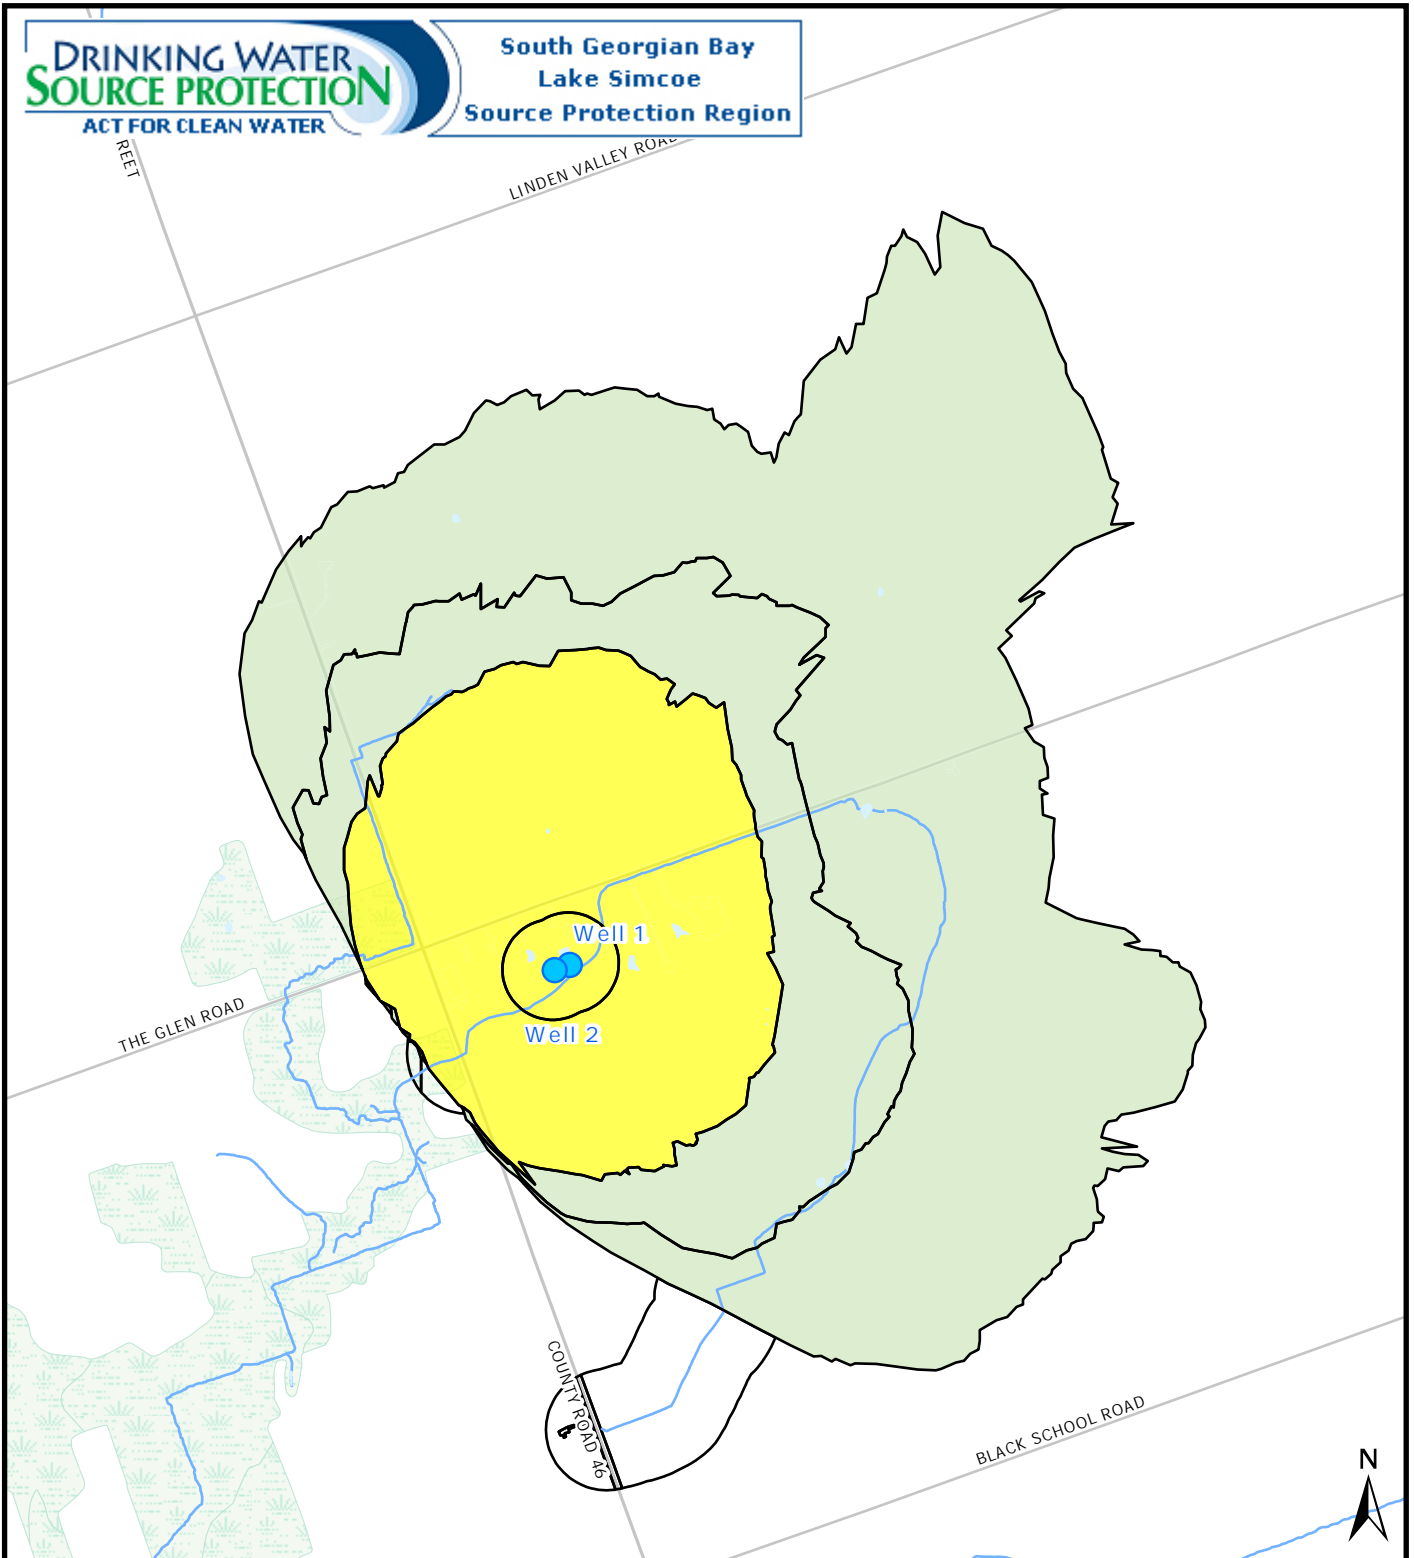 DRINKING WATER
SOURCE PROTECTION
ACT FOR CLEAN WATER
South Georgian Bay
Lake Simcoe
Source Protection Region
REET
LINDEN VALLEY ROAD
Well 1
Well 2
THE GLEN ROAD
COUNTY ROAD 46
BLACK SCHOOL ROAD
N